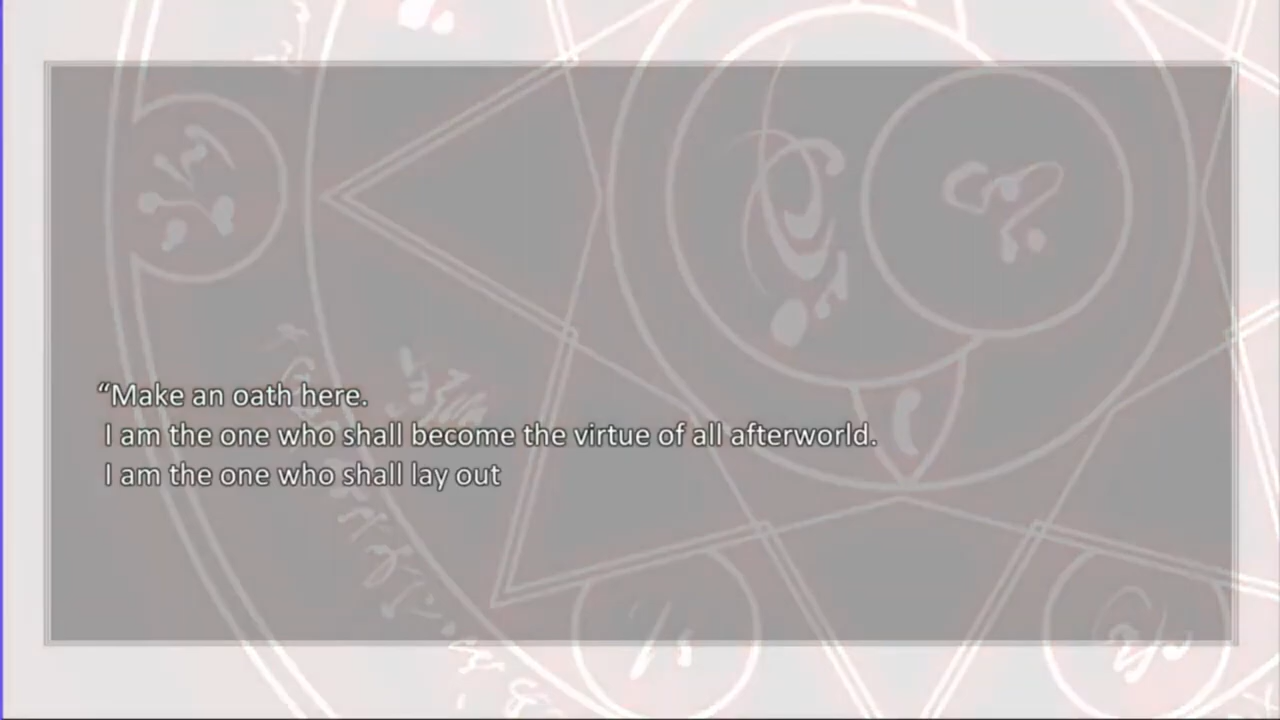 “Make an oath here.
I am the one who shall become the virtue of all afterworld.
I am the one who shall lay out